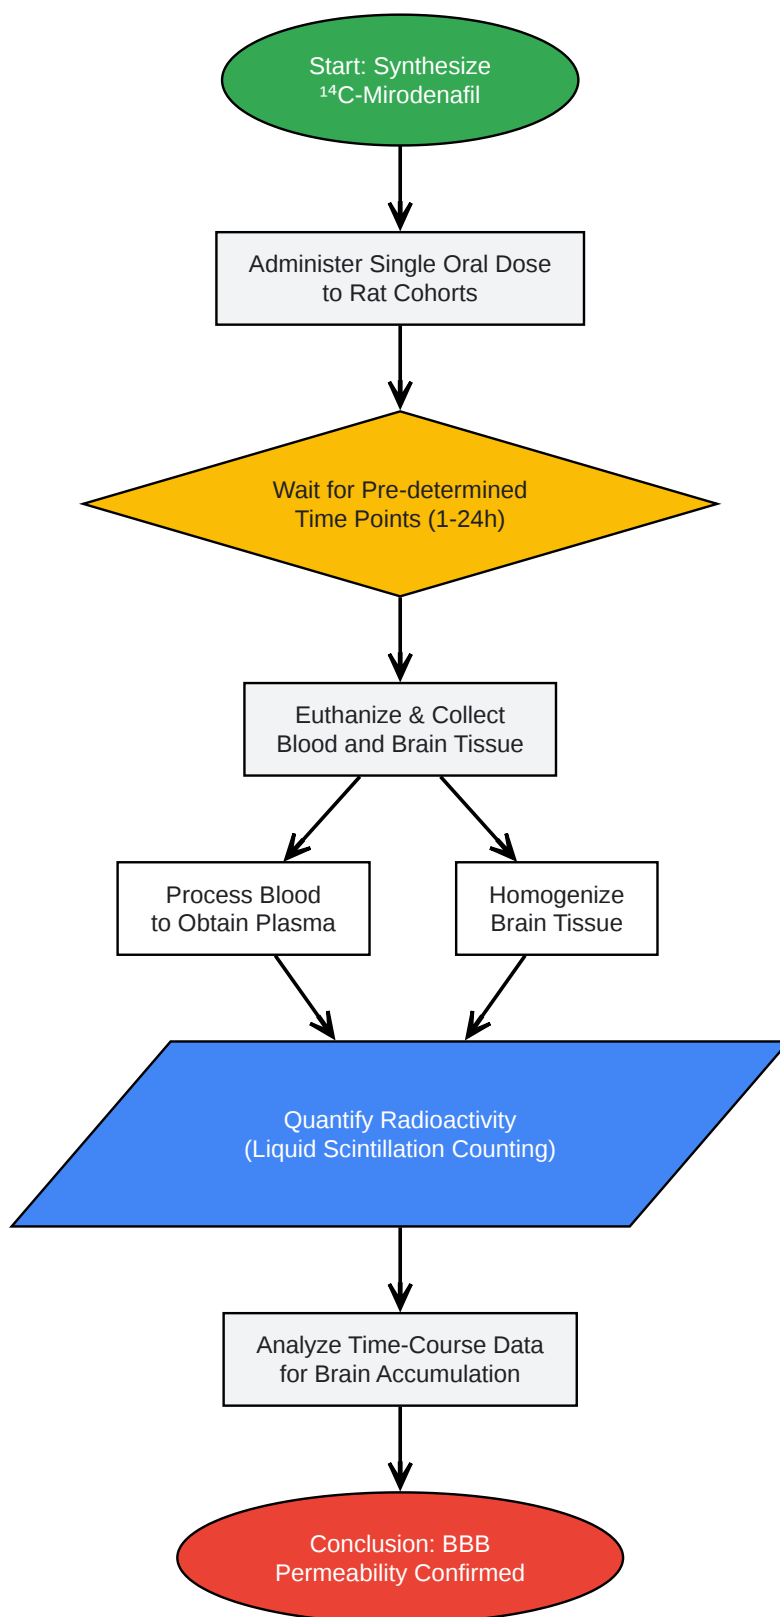 Start: Synthesize
¹⁴C-Mirodenafil
Administer Single Oral Dose
to Rat Cohorts
Wait for Pre-determined
Time Points (1-24h)
Euthanize & Collect
Blood and Brain Tissue
Process Blood
to Obtain Plasma
Homogenize
Brain Tissue
Quantify Radioactivity
(Liquid Scintillation Counting)
Analyze Time-Course Data
for Brain Accumulation
Conclusion: BBB
Permeability Confirmed